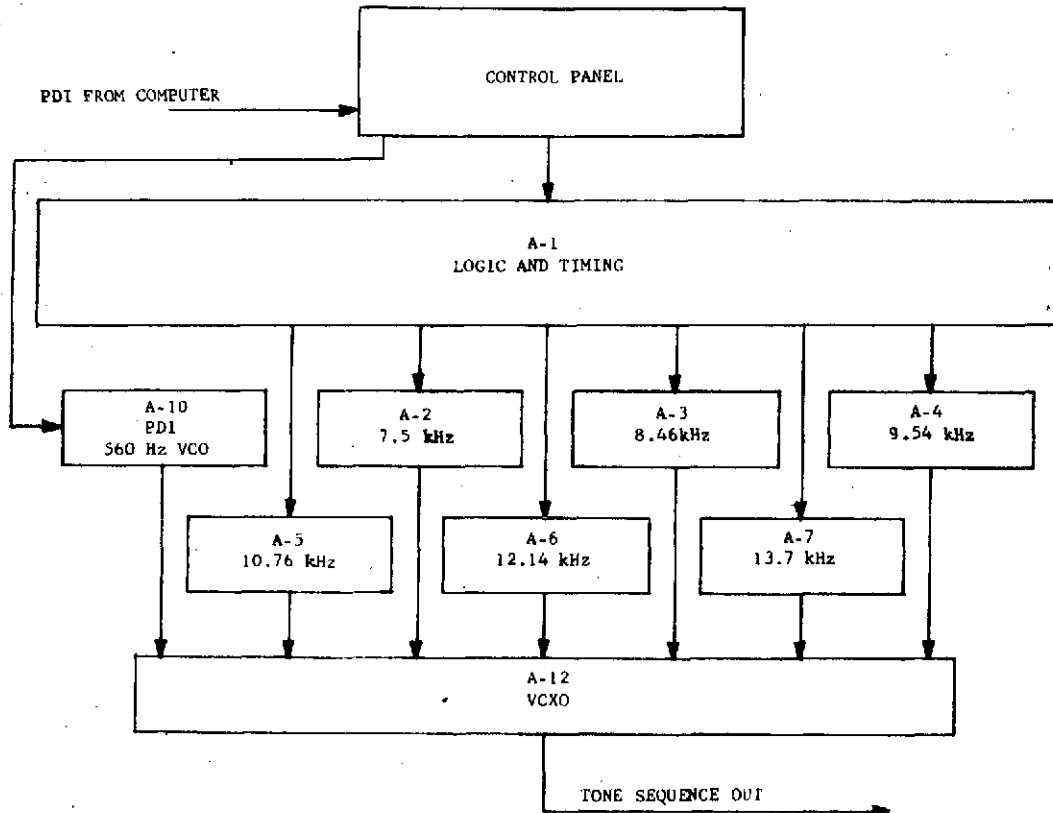 CONTROL PANEL
PDI FROM COMPUTER
A-1
LOGIC AND TIMING
A-10
PDI
560 Hz VCO
A-2
7.5 kHz
A-3
8.46kHz
A-4
9.54 kHz
A-5
10.76 kHz
A-6
12.14 kHz
A-7
13.7 kHz
A-12
VCXO
TONE SEQUENCE OUT